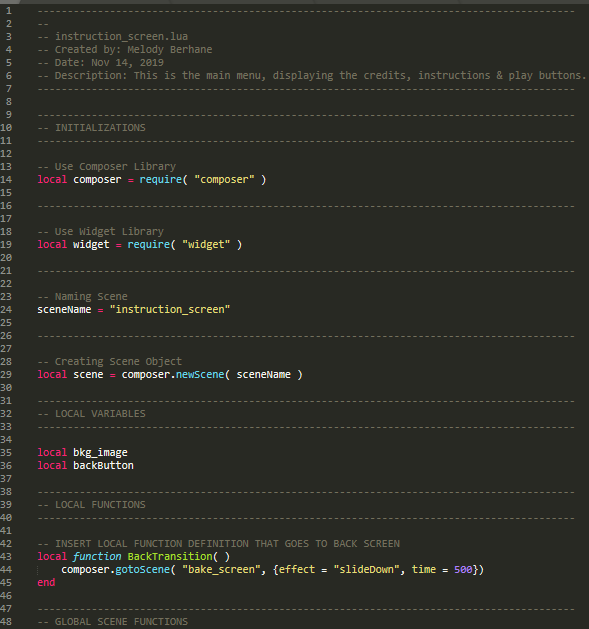 1 -----------------------------------------------------------------------------------------
2 --
3 -- instruction_screen.lua
4 -- Created by: Melody Berhane
5 -- Date: Nov 14, 2019
6 -- Description: This is the main menu, displaying the credits, instructions & play buttons.
7 -----------------------------------------------------------------------------------------
8
9 -----------------------------------------------------------------------------------------
10 -- INITIALIZATIONS
11 -----------------------------------------------------------------------------------------
12
13 -- Use Composer Library
14 local composer = require( "composer" )
15
16 -----------------------------------------------------------------------------------------
17
18 -- Use Widget Library
19 local widget = require( "widget" )
20
21 -----------------------------------------------------------------------------------------
22
23 -- Naming Scene
24 sceneName = "instruction_screen"
25
26 -----------------------------------------------------------------------------------------
27
28 -- Creating Scene Object
29 local scene = composer.newScene( sceneName )
30
31 -----------------------------------------------------------------------------------------
32 -- LOCAL VARIABLES
33 -----------------------------------------------------------------------------------------
34
35 local bkg_image
36 local backButton
37
38 -----------------------------------------------------------------------------------------
39 -- LOCAL FUNCTIONS
40 -----------------------------------------------------------------------------------------
41
42 -- INSERT LOCAL FUNCTION DEFINITION THAT GOES TO BACK SCREEN
43 local function BackTransition( )
44     composer.gotoScene( "bake_screen", {effect = "slideDown", time = 500})
45 end
46
47 -----------------------------------------------------------------------------------------
48 -- GLOBAL SCENE FUNCTIONS